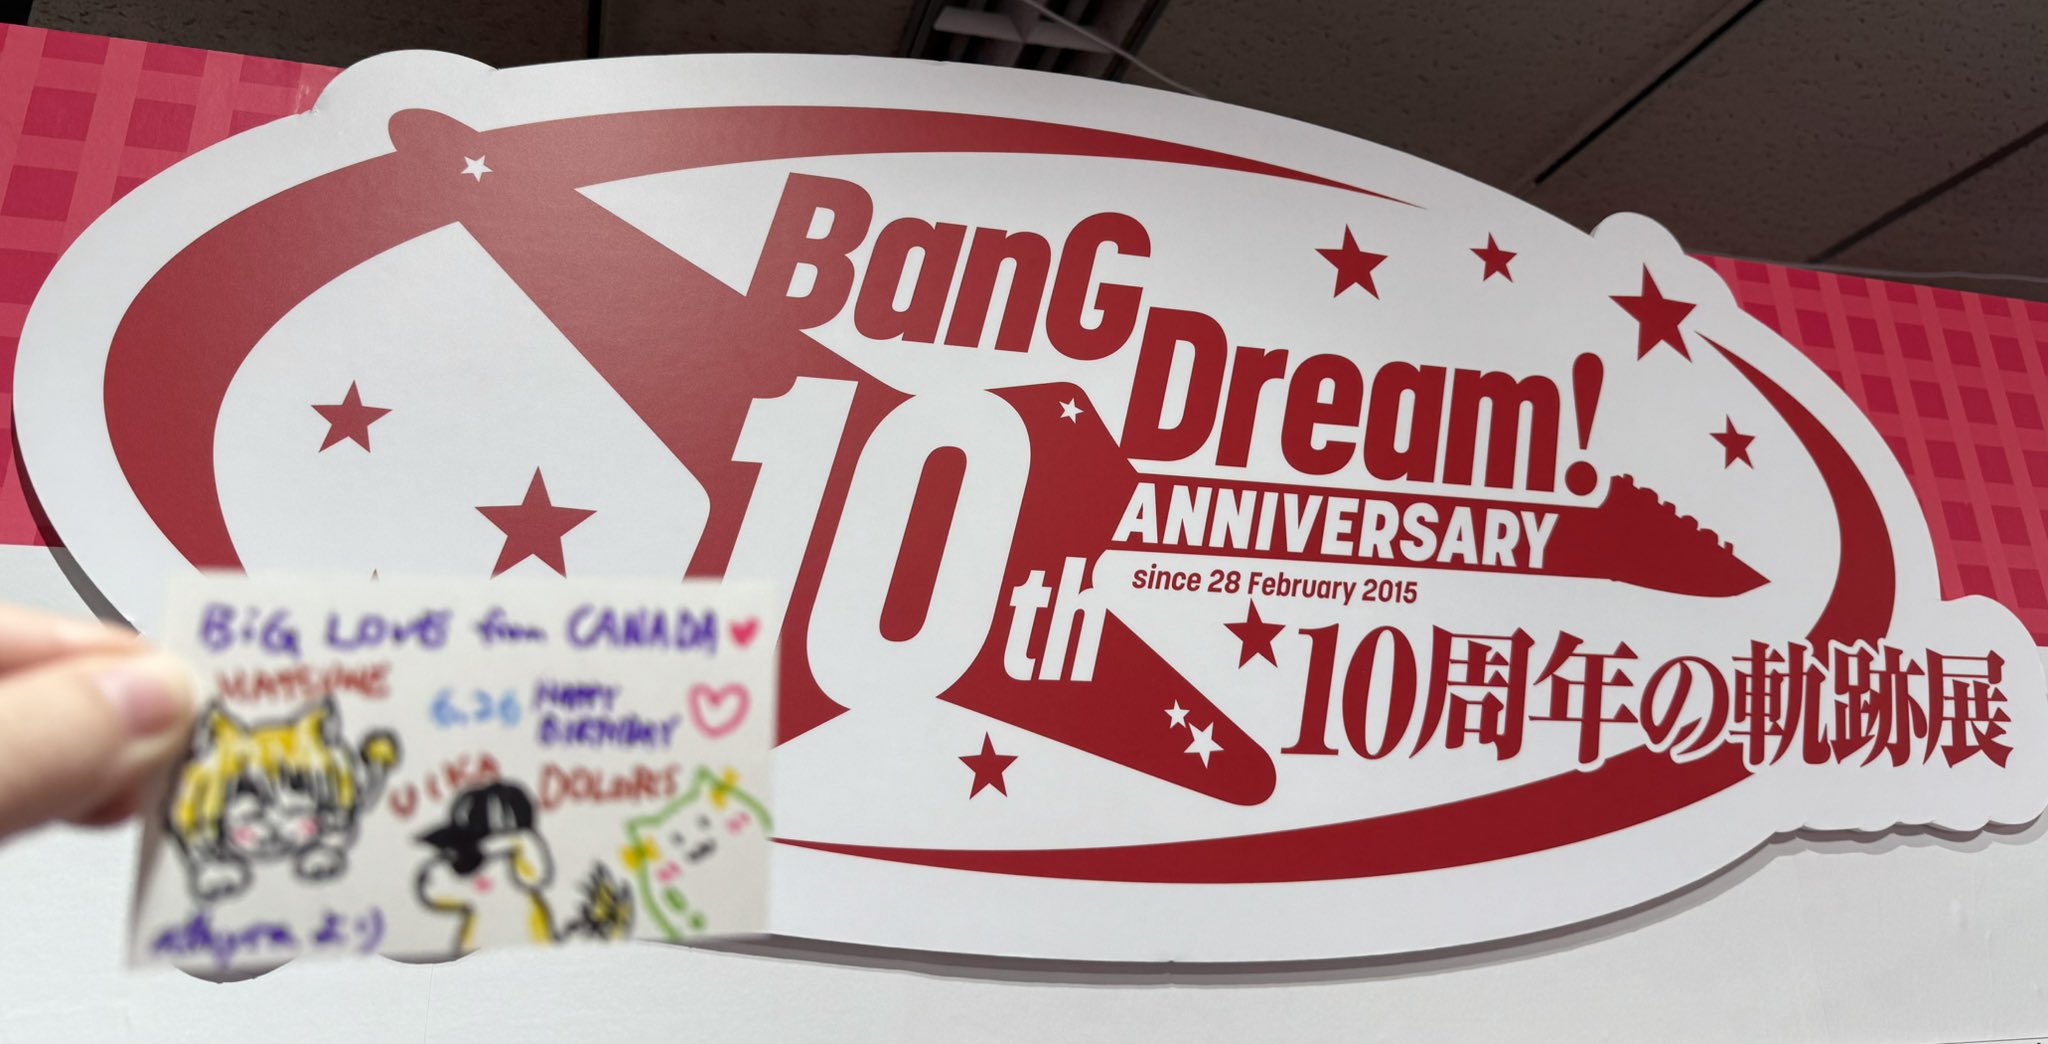 BanG
Dream!
10th
ANNIVERSARY
since 28 February 2015
10周年の軌跡展
BiG LOVE from CANADA
MATSUNE
6.26 HAPPY
BIRTHDAY
UIKA
DOLORIS